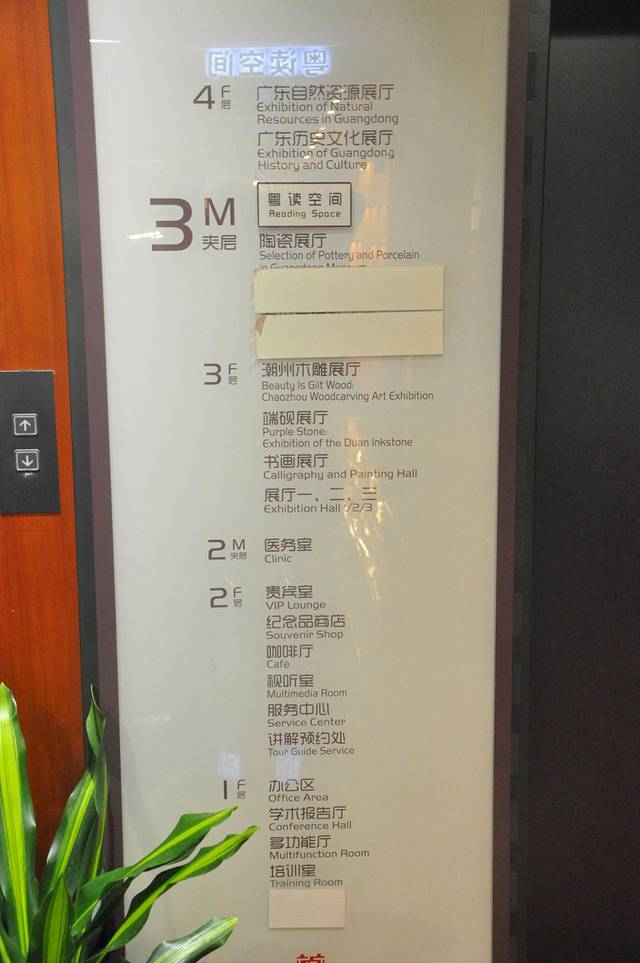 粤读空间
4 F 层
广东自然资源展厅
Exhibition of Natural
Resources in Guangdong
广东历史文化展厅
Exhibition of Guangdong
History and Culture
3 M 夹层
粤读空间
Reading Space
陶瓷展厅
Selection of Pottery and Porcelain
in Guangdong Museum
3 F 层
潮州木雕展厅
Beauty Is Gilt Wood:
Chaozhou Woodcarving Art Exhibition
端砚展厅
Purple Stone:
Exhibition of the Duan Inkstone
书画展厅
Calligraphy and Painting Hall
展厅一、二、三
Exhibition Hall 1/2/3
2 M 夹层
医务室
Clinic
2 F 层
贵宾室
VIP Lounge
纪念品商店
Souvenir Shop
咖啡厅
Café
视听室
Multimedia Room
服务中心
Service Center
讲解预约处
Tour Guide Service
1 F 层
办公区
Office Area
学术报告厅
Conference Hall
多功能厅
Multifunction Room
培训室
Training Room